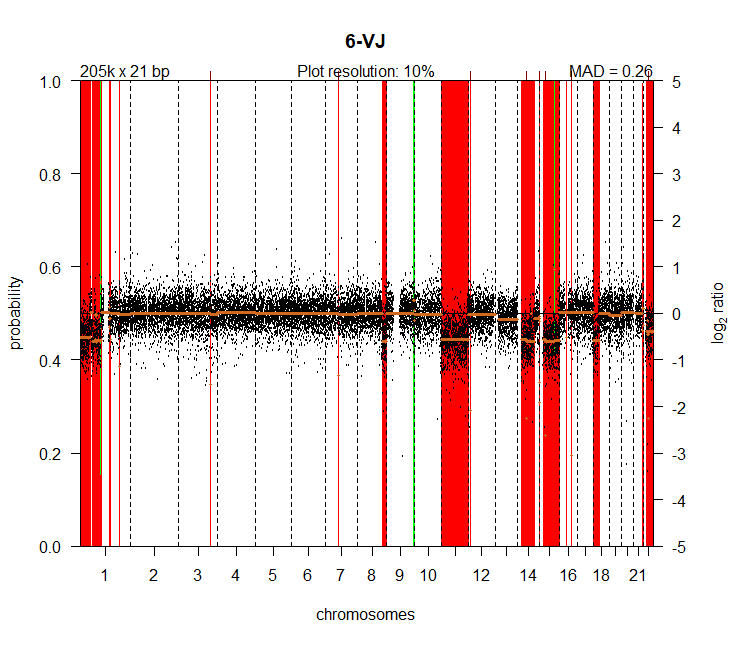 6-VJ
205k x 21 bp Plot resolution: 10% MAD = 0.26
1.0 5
4
0.8 3
2
0.6 1
0
0.4 -1
-2
0.2 -3
-4
0.0 -5
probability
log2 ratio
1 2 3 4 5 6 7 8 9 10 12 14 16 18 21
chromosomes